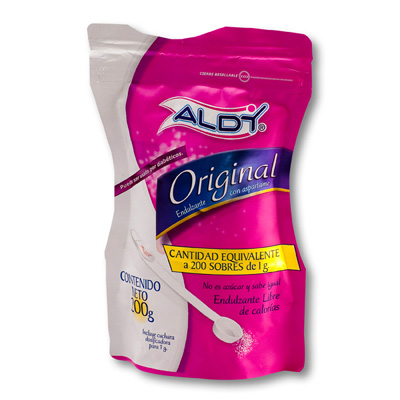 CIERRE RESELLABLE
ALDY®
Puede ser usado por diabéticos.
Original
Endulzante con aspartame
CANTIDAD EQUIVALENTE
a 200 SOBRES de 1 g
No es azúcar y sabe igual
Endulzante Libre
de calorías
CONTENIDO
NETO
200g
Incluye cuchara
dosificadora
para 1 g